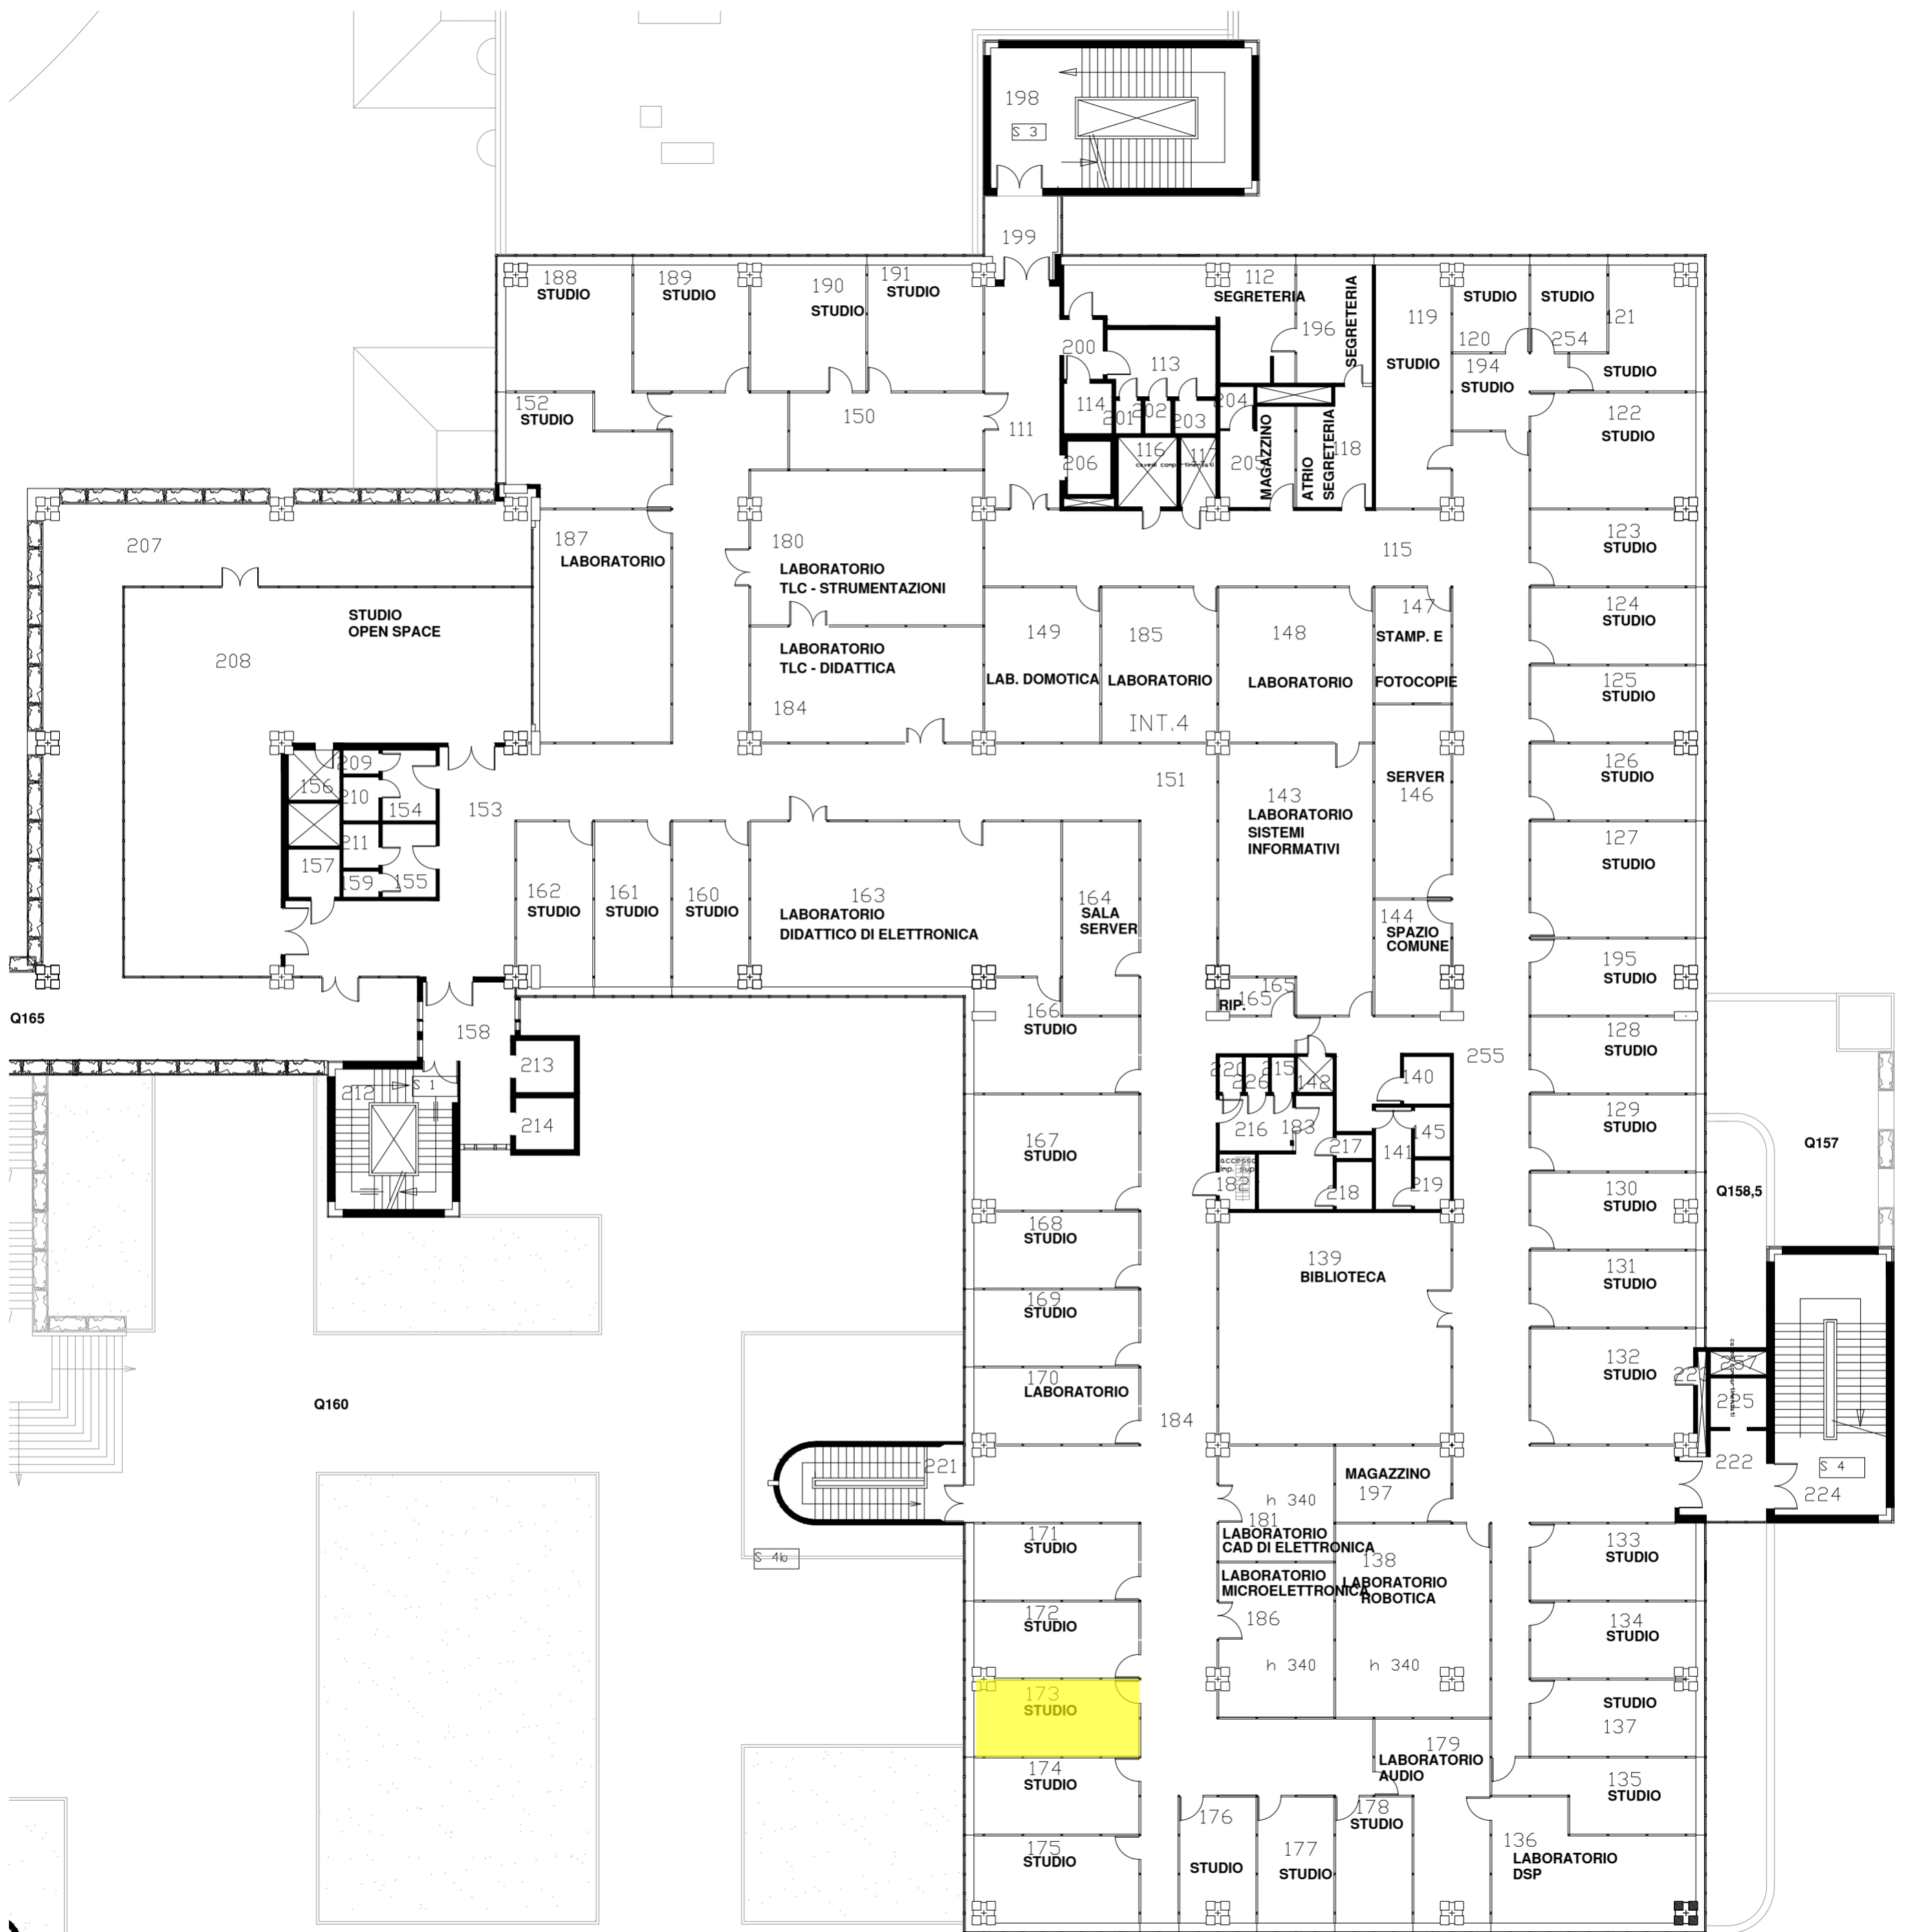 198
S 3
199
188
STUDIO
189
STUDIO
190
STUDIO
191
STUDIO
112
SEGRETERIA
196
SEGRETERIA
119
STUDIO
STUDIO
120
STUDIO
254
121
STUDIO
194
STUDIO
200
113
114
201
202
203
204
152
STUDIO
150
111
206
116
117
205
MAGAZZINO
ATRIO
SEGRETERIA
118
122
STUDIO
207
187
LABORATORIO
180
LABORATORIO
TLC - STRUMENTAZIONI
115
123
STUDIO
STUDIO
OPEN SPACE
208
LABORATORIO
TLC - DIDATTICA
184
149
LAB. DOMOTICA
185
LABORATORIO
INT.4
148
LABORATORIO
147
STAMP. E
FOTOCOPIE
124
STUDIO
125
STUDIO
156
209
210
154
153
211
157
159
155
151
143
LABORATORIO
SISTEMI
INFORMATIVI
SERVER
146
126
STUDIO
127
STUDIO
162
STUDIO
161
STUDIO
160
STUDIO
163
LABORATORIO
DIDATTICO DI ELETTRONICA
164
SALA
SERVER
144
SPAZIO
COMUNE
195
STUDIO
Q165
158
213
214
212
S 1
166
STUDIO
RIP.
165
165
255
128
STUDIO
220
226
215
142
140
216
183
217
141
145
accesso
imp. sup
182
218
219
167
STUDIO
129
STUDIO
Q157
130
STUDIO
Q158,5
168
STUDIO
139
BIBLIOTECA
131
STUDIO
169
STUDIO
170
LABORATORIO
132
STUDIO
225
Q160
184
221
222
S 4
224
MAGAZZINO
197
h 340
181
LABORATORIO
CAD DI ELETTRONICA
S 4b
171
STUDIO
133
STUDIO
LABORATORIO
MICROELETTRONICA
186
h 340
138
LABORATORIO
ROBOTICA
h 340
172
STUDIO
134
STUDIO
173
STUDIO
STUDIO
137
174
STUDIO
179
LABORATORIO
AUDIO
135
STUDIO
175
STUDIO
176
STUDIO
177
STUDIO
178
STUDIO
136
LABORATORIO
DSP